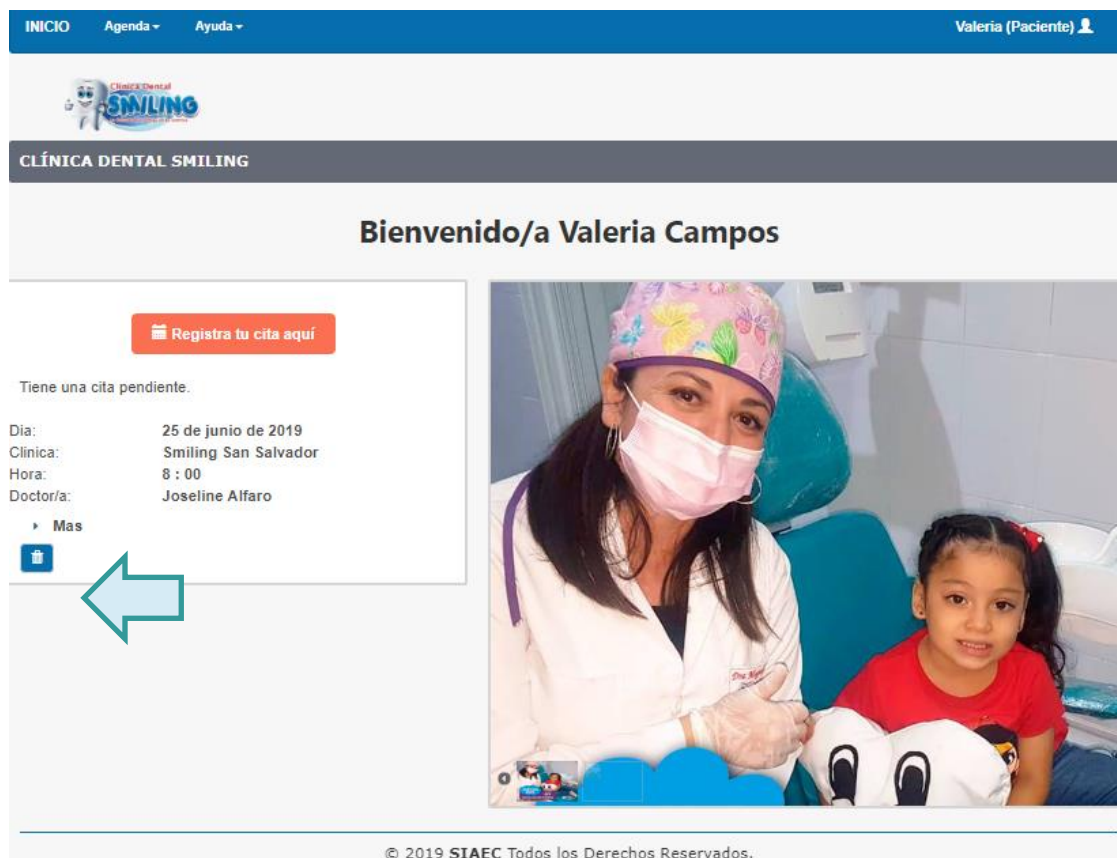 INICIO Agenda Ayuda Valeria (Paciente)
Clínica Dental
SMILING
CLÍNICA DENTAL SMILING
Bienvenido/a Valeria Campos
Registra tu cita aquí
Tiene una cita pendiente.
Dia: 25 de junio de 2019
Clinica: Smiling San Salvador
Hora: 8 : 00
Doctor/a: Joseline Alfaro
Mas
© 2019 SIAEC Todos los Derechos Reservados.